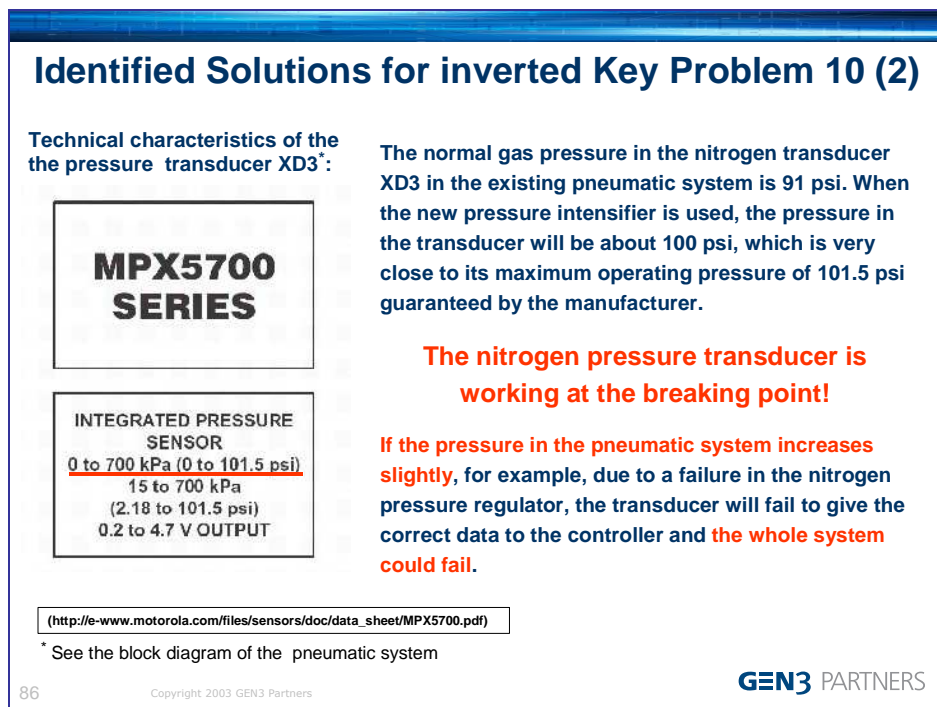 Identified Solutions for inverted Key Problem 10 (2)
Technical characteristics of the
the pressure transducer XD3*:
MPX5700
SERIES
INTEGRATED PRESSURE
SENSOR
0 to 700 kPa (0 to 101.5 psi)
15 to 700 kPa
(2.18 to 101.5 psi)
0.2 to 4.7 V OUTPUT
The normal gas pressure in the nitrogen transducer
XD3 in the existing pneumatic system is 91 psi. When
the new pressure intensifier is used, the pressure in
the transducer will be about 100 psi, which is very
close to its maximum operating pressure of 101.5 psi
guaranteed by the manufacturer.
The nitrogen pressure transducer is
working at the breaking point!
If the pressure in the pneumatic system increases
slightly, for example, due to a failure in the nitrogen
pressure regulator, the transducer will fail to give the
correct data to the controller and the whole system
could fail.
(http://e-www.motorola.com/files/sensors/doc/data_sheet/MPX5700.pdf)
* See the block diagram of the pneumatic system
86
Copyright 2003 GEN3 Partners
GEN3 PARTNERS